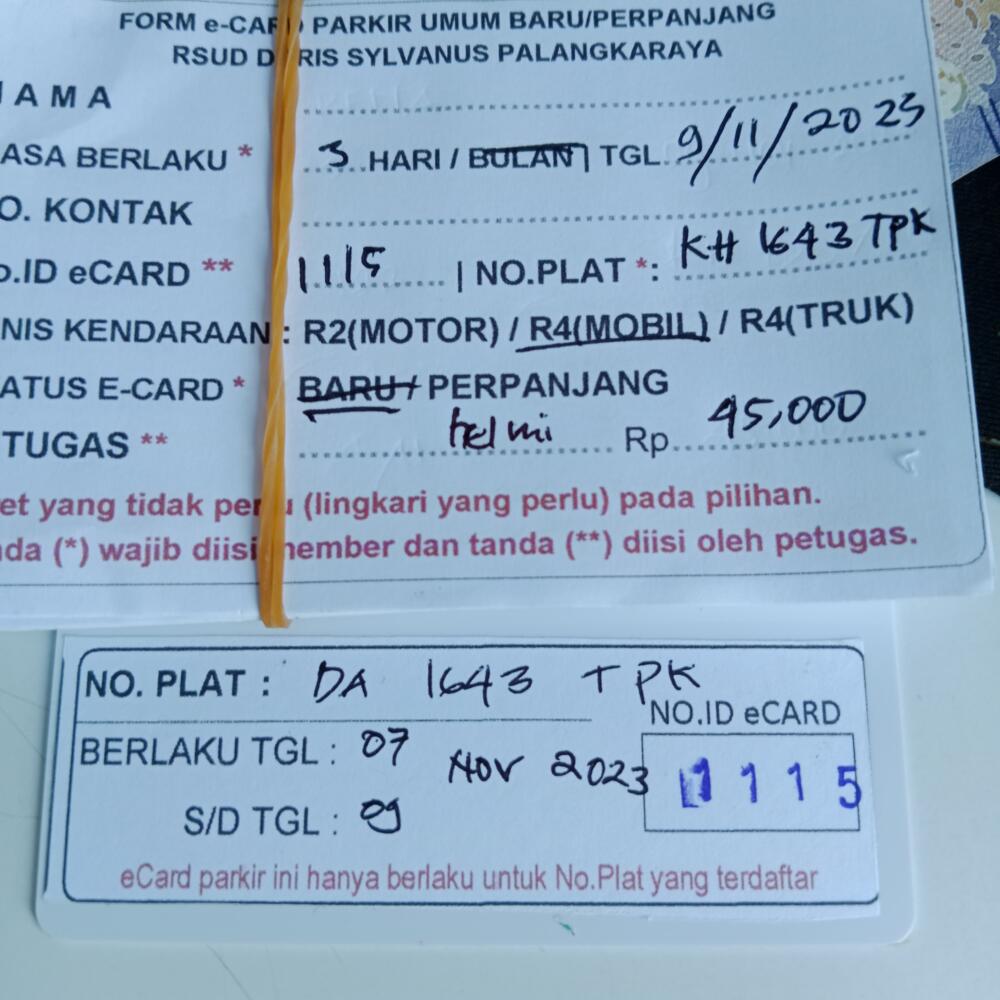 FORM e-CARD PARKIR UMUM BARU/PERPANJANG
RSUD DORIS SYLVANUS PALANGKARAYA
NAMA
ASA BERLAKU * 3 HARI / BULAN | TGL 9/11/2023
O. KONTAK
o.ID eCARD ** 1115 | NO.PLAT *: KH 1643 TPK
NIS KENDARAAN : R2(MOTOR) / R4(MOBIL) / R4(TRUK)
ATUS E-CARD * BARU / PERPANJANG
TUGAS ** helmi Rp 45,000
et yang tidak perlu (lingkari yang perlu) pada pilihan.
da (*) wajib diisi member dan tanda (**) diisi oleh petugas.
NO. PLAT : DA 1643 TPK
NO.ID eCARD
BERLAKU TGL : 07 Nov 2023
1115
S/D TGL : 09
eCard parkir ini hanya berlaku untuk No.Plat yang terdaftar